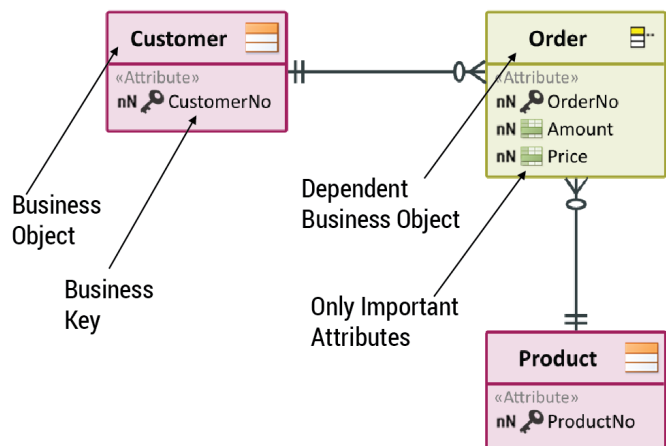 Customer
«Attribute»
nN CustomerNo
Order
«Attribute»
nN OrderNo
nN Amount
nN Price
Business
Object
Business
Key
Dependent
Business Object
Only Important
Attributes
Product
«Attribute»
nN ProductNo